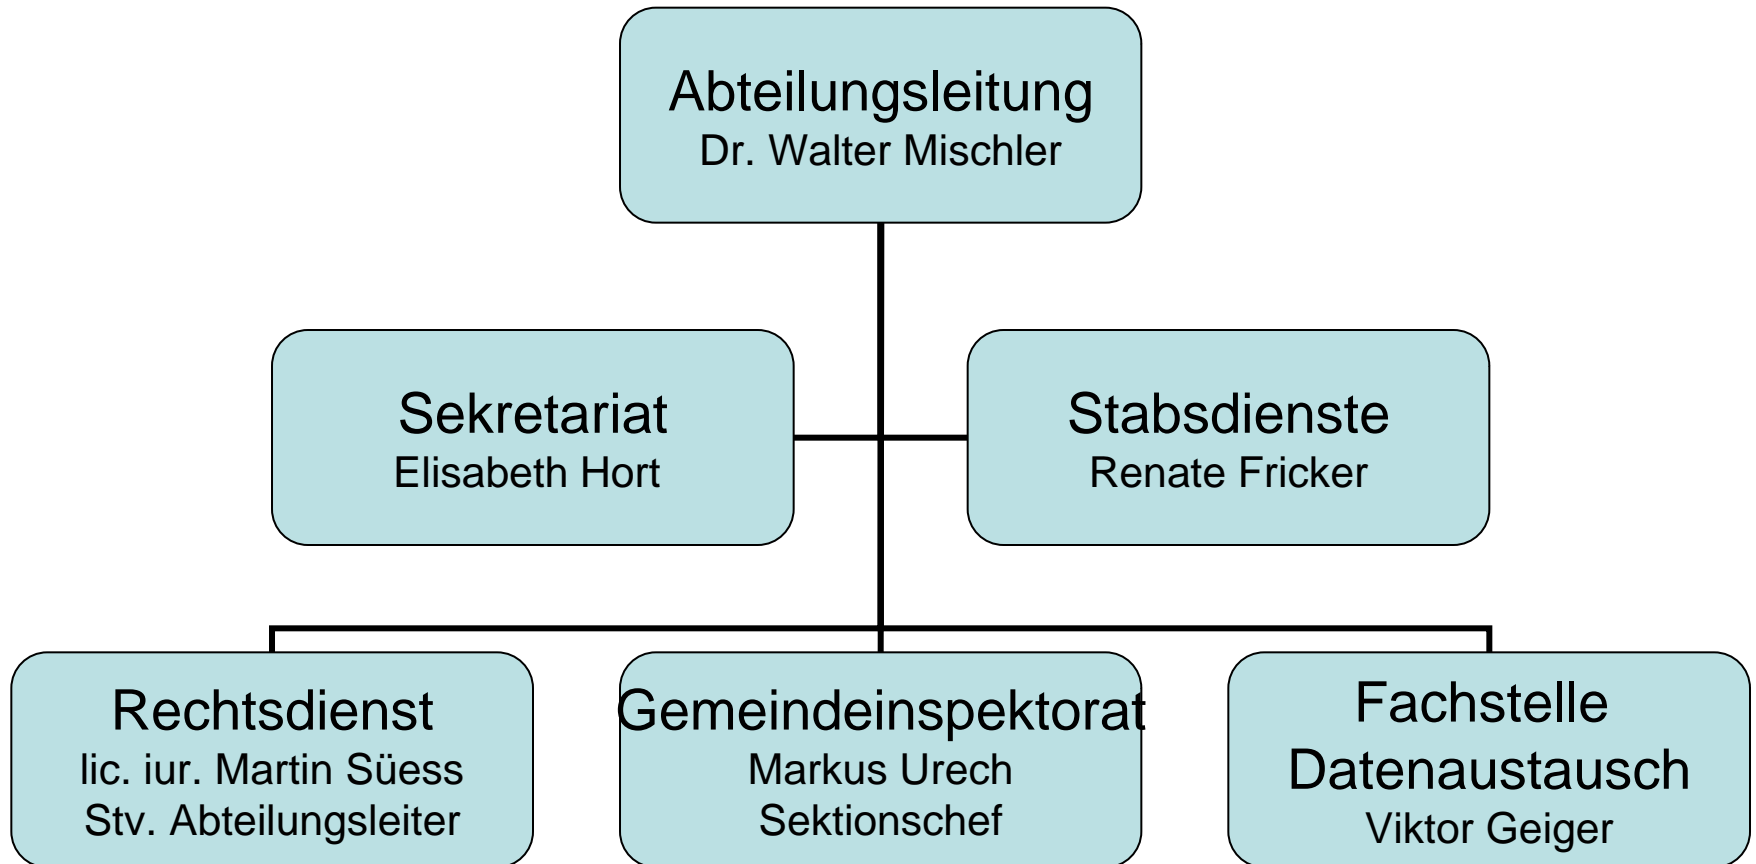 Abteilungsleitung
Dr. Walter Mischler
Sekretariat
Elisabeth Hort
Stabsdienste
Renate Fricker
Rechtsdienst
lic. iur. Martin Süess
Stv. Abteilungsleiter
Gemeindeinspektorat
Markus Urech
Sektionschef
Fachstelle
Datenaustausch
Viktor Geiger